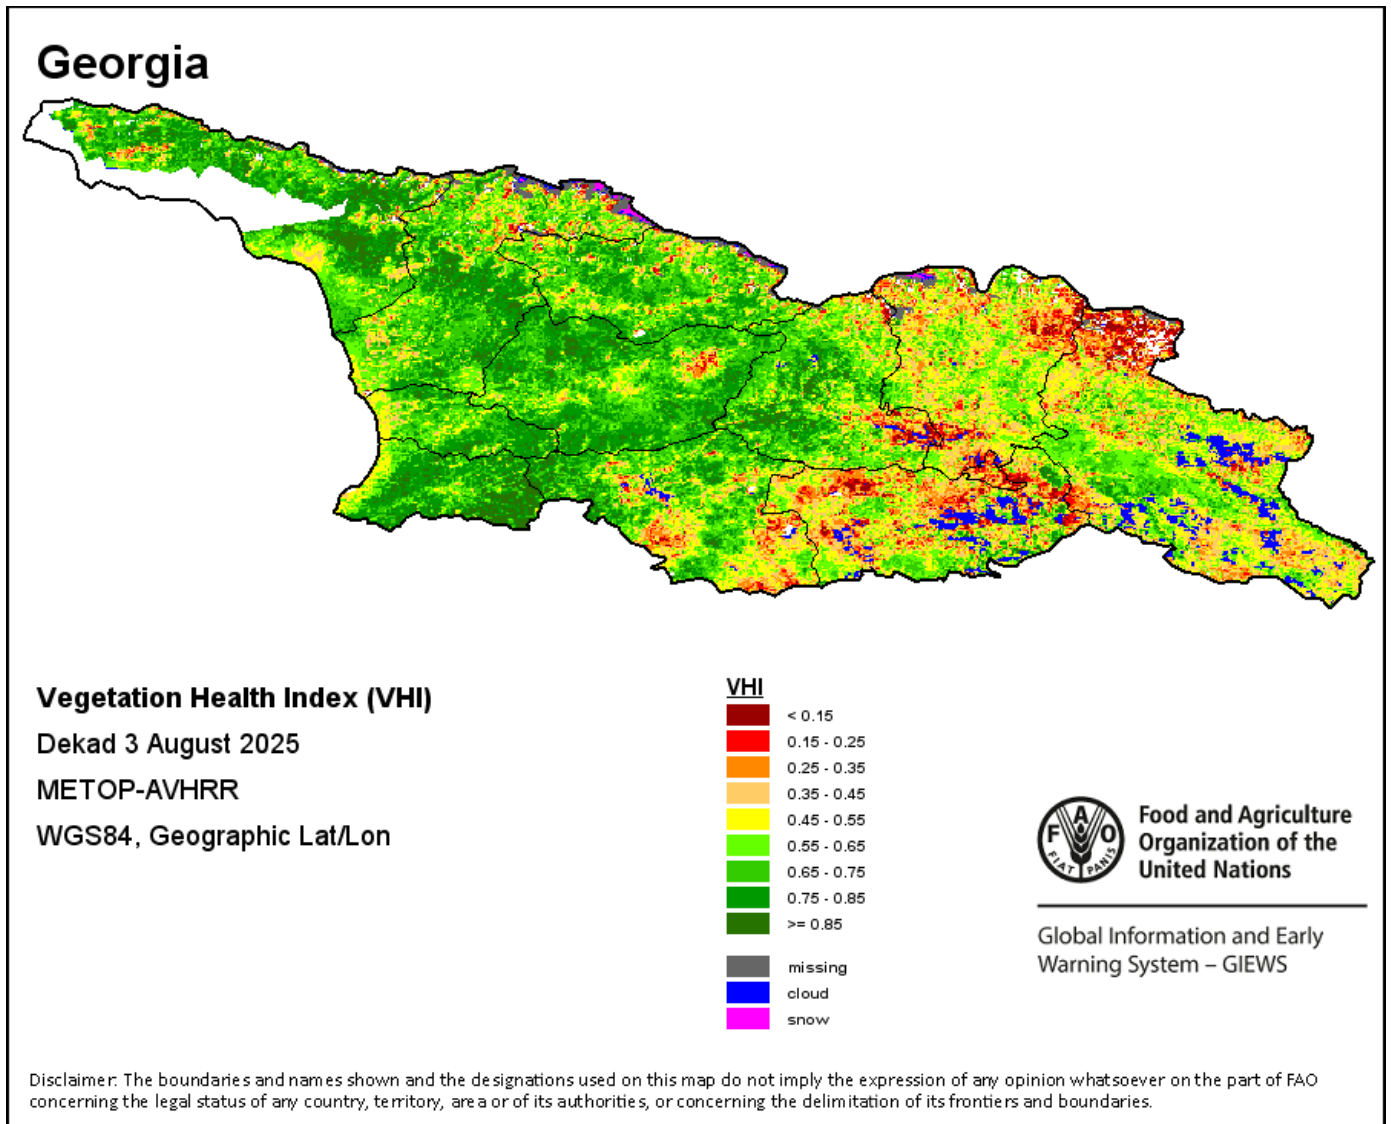 Georgia
Vegetation Health Index (VHI)
Dekad 3 August 2025
METOP-AVHRR
WGS84, Geographic Lat/Lon
VHI
< 0.15
0.15 - 0.25
0.25 - 0.35
0.35 - 0.45
0.45 - 0.55
0.55 - 0.65
0.65 - 0.75
0.75 - 0.85
>= 0.85
missing
cloud
snow
F A O
FIAT PANIS
Food and Agriculture
Organization of the
United Nations
Global Information and Early
Warning System – GIEWS
Disclaimer: The boundaries and names shown and the designations used on this map do not imply the expression of any opinion whatsoever on the part of FAO
concerning the legal status of any country, territory, area or of its authorities, or concerning the delimitation of its frontiers and boundaries.